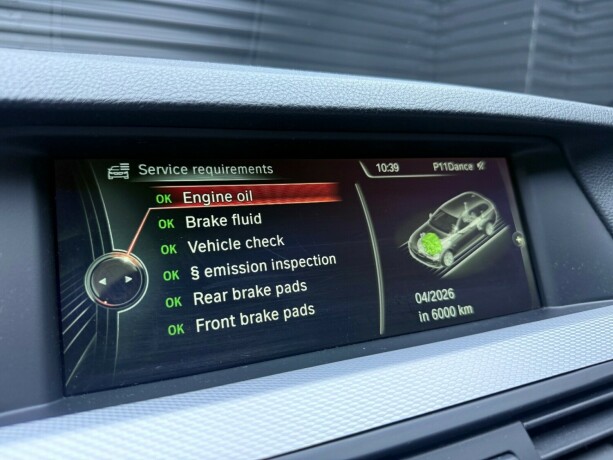 Service requirements
10:39 P11Dance
OK Engine oil
OK Brake fluid
OK Vehicle check
OK § emission inspection
OK Rear brake pads
OK Front brake pads
04/2026
in 6000 km